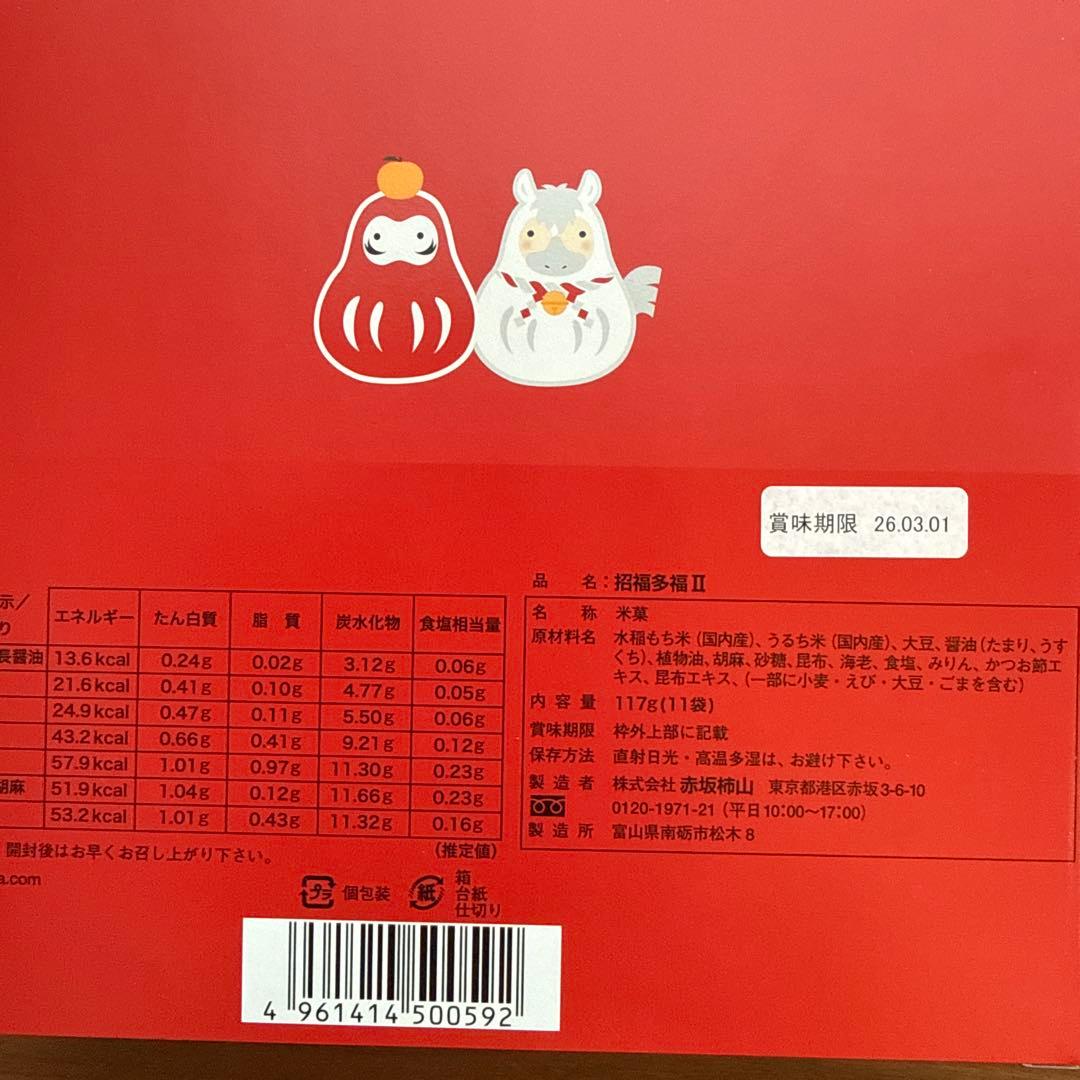 賞味期限 26.03.01
品 名：招福多福Ⅱ
名 称 米菓
原材料名 水稲もち米（国内産）、うるち米（国内産）、大豆、醤油（たまり、うす
くち）、植物油、胡麻、砂糖、昆布、海老、食塩、みりん、かつお節エ
キス、昆布エキス、（一部に小麦・えび・大豆・ごまを含む）
内 容 量 117g(11袋)
賞味期限 枠外上部に記載
保存方法 直射日光・高温多湿は、お避け下さい。
製 造 者 株式会社 赤坂柿山 東京都港区赤坂3-6-10
0120-1971-21（平日10:00〜17:00）
製 造 所 富山県南砺市松木8
示／
り
エネルギー たん白質 脂 質 炭水化物 食塩相当量
長醤油 13.6kcal 0.24g 0.02g 3.12g 0.06g
21.6kcal 0.41g 0.10g 4.77g 0.05g
24.9kcal 0.47g 0.11g 5.50g 0.06g
43.2kcal 0.66g 0.41g 9.21g 0.12g
57.9kcal 1.01g 0.97g 11.30g 0.23g
胡麻 51.9kcal 1.04g 0.12g 11.66g 0.23g
53.2kcal 1.01g 0.43g 11.32g 0.16g
開封後はお早くお召し上がり下さい。 （推定値）
a.com
プラ 個包装 紙 箱
台紙
仕切り
4 961414 500592